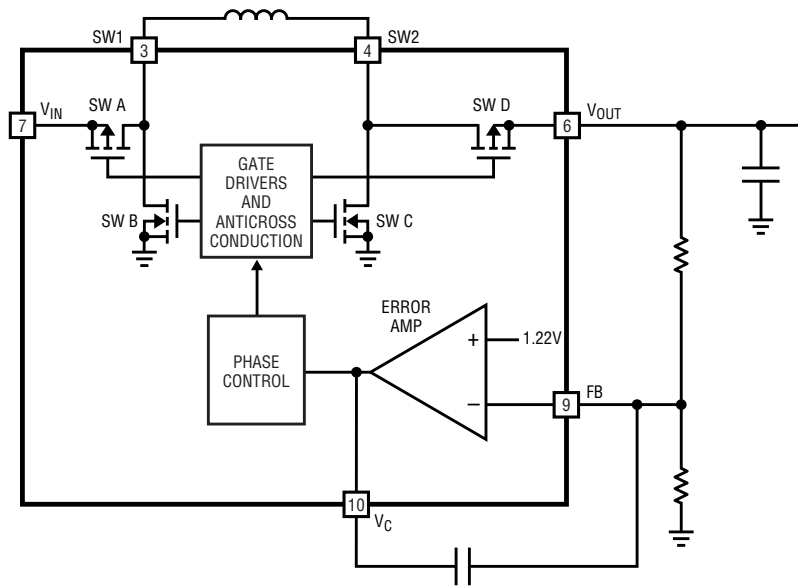 SW1
3
4
SW2
7
V_IN
SW A
SW D
6
V_OUT
GATE
DRIVERS
AND
ANTICROSS
CONDUCTION
SW B
SW C
ERROR
AMP
+
1.22V
PHASE
CONTROL
–
9
FB
10
V_C